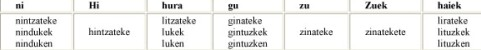 ni Hi hura gu zu Zuek haiek
nintzateke litzateke ginateke lirateke
nindukek hintzateke lukek gintuzkek zinateke zinatekete lituzkek
ninduken luken gintuzken lituzken